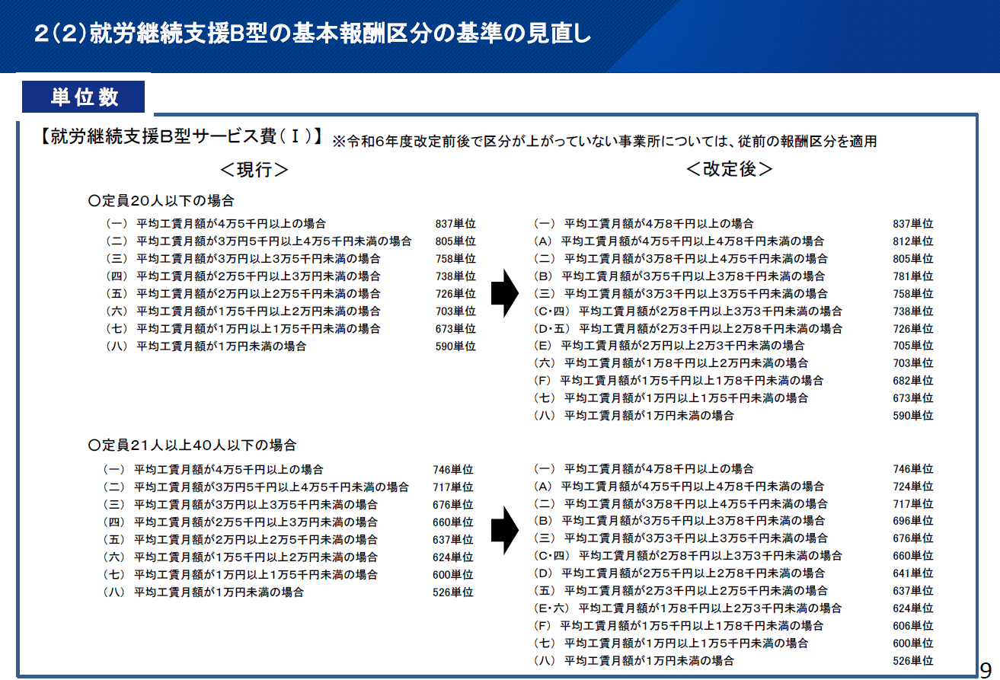 ２（２）就労継続支援B型の基本報酬区分の基準の見直し
単位数
【就労継続支援Ｂ型サービス費（Ⅰ）】 ※令和６年度改定前後で区分が上がっていない事業所については、従前の報酬区分を適用
＜現行＞
〇定員２０人以下の場合
（一） 平均工賃月額が４万５千円以上の場合 837単位
（二） 平均工賃月額が３万円５千円以上４万５千円未満の場合 805単位
（三） 平均工賃月額が３万円以上３万５千円未満の場合 758単位
（四） 平均工賃月額が２万５千円以上３万円未満の場合 738単位
（五） 平均工賃月額が２万円以上２万５千円未満の場合 726単位
（六） 平均工賃月額が１万５千円以上２万円未満の場合 703単位
（七） 平均工賃月額が１万円以上１万５千円未満の場合 673単位
（八） 平均工賃月額が１万円未満の場合 590単位
〇定員２１人以上４０人以下の場合
（一） 平均工賃月額が４万５千円以上の場合 746単位
（二） 平均工賃月額が３万円５千円以上４万５千円未満の場合 717単位
（三） 平均工賃月額が３万円以上３万５千円未満の場合 676単位
（四） 平均工賃月額が２万５千円以上３万円未満の場合 660単位
（五） 平均工賃月額が２万円以上２万５千円未満の場合 637単位
（六） 平均工賃月額が１万５千円以上２万円未満の場合 624単位
（七） 平均工賃月額が１万円以上１万５千円未満の場合 600単位
（八） 平均工賃月額が１万円未満の場合 526単位
＜改定後＞
（一） 平均工賃月額が４万８千円以上の場合 837単位
（A） 平均工賃月額が４万５千円以上４万８千円未満の場合 812単位
（二） 平均工賃月額が３万８千円以上４万５千円未満の場合 805単位
（B） 平均工賃月額が３万５千円以上３万８千円未満の場合 781単位
（三） 平均工賃月額が３万３千円以上３万５千円未満の場合 758単位
（C・四） 平均工賃月額が２万８千円以上３万３千円未満の場合 738単位
（D・五） 平均工賃月額が２万３千円以上２万８千円未満の場合 726単位
（E） 平均工賃月額が２万円以上２万３千円未満の場合 705単位
（六） 平均工賃月額が１万８千円以上２万円未満の場合 703単位
（F） 平均工賃月額が１万５千円以上１万８千円未満の場合 682単位
（七） 平均工賃月額が１万円以上１万５千円未満の場合 673単位
（八） 平均工賃月額が１万円未満の場合 590単位
（一） 平均工賃月額が４万８千円以上の場合 746単位
（A） 平均工賃月額が４万５千円以上４万８千円未満の場合 724単位
（二） 平均工賃月額が３万８千円以上４万５千円未満の場合 717単位
（B） 平均工賃月額が３万５千円以上３万８千円未満の場合 696単位
（三） 平均工賃月額が３万３千円以上３万５千円未満の場合 676単位
（C・四） 平均工賃月額が２万８千円以上３万３千円未満の場合 660単位
（D） 平均工賃月額が２万５千円以上２万８千円未満の場合 641単位
（五） 平均工賃月額が２万３千円以上２万５千円未満の場合 637単位
（E・六） 平均工賃月額が１万８千円以上２万３千円未満の場合 624単位
（F） 平均工賃月額が１万５千円以上１万８千円未満の場合 606単位
（七） 平均工賃月額が１万円以上１万５千円未満の場合 600単位
（八） 平均工賃月額が１万円未満の場合 526単位
9